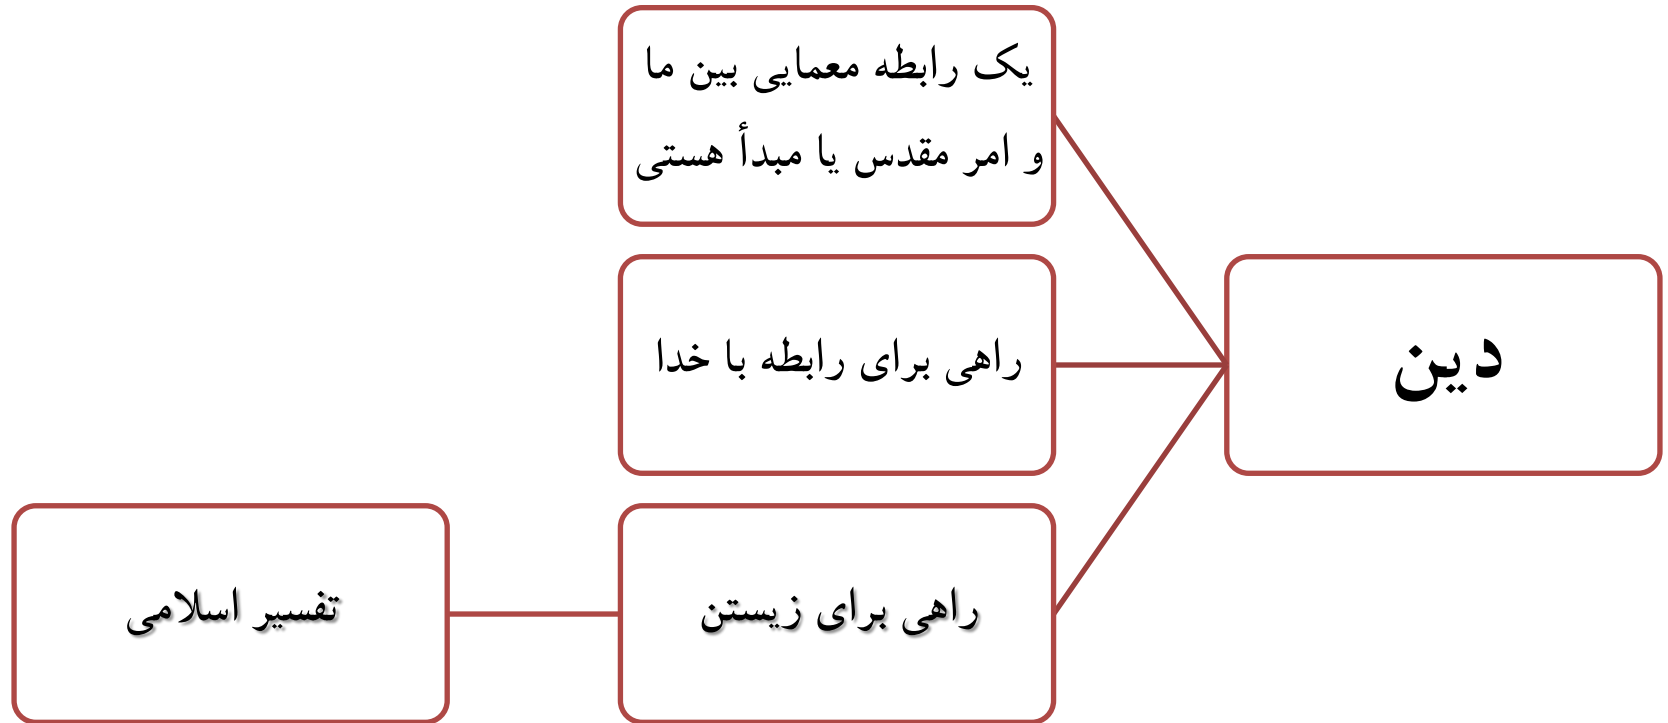 دین
یک رابطه معمایی بین ما
و امر مقدس یا مبدأ هستی
راهی برای رابطه با خدا
راهی برای زیستن
تفسیر اسلامی